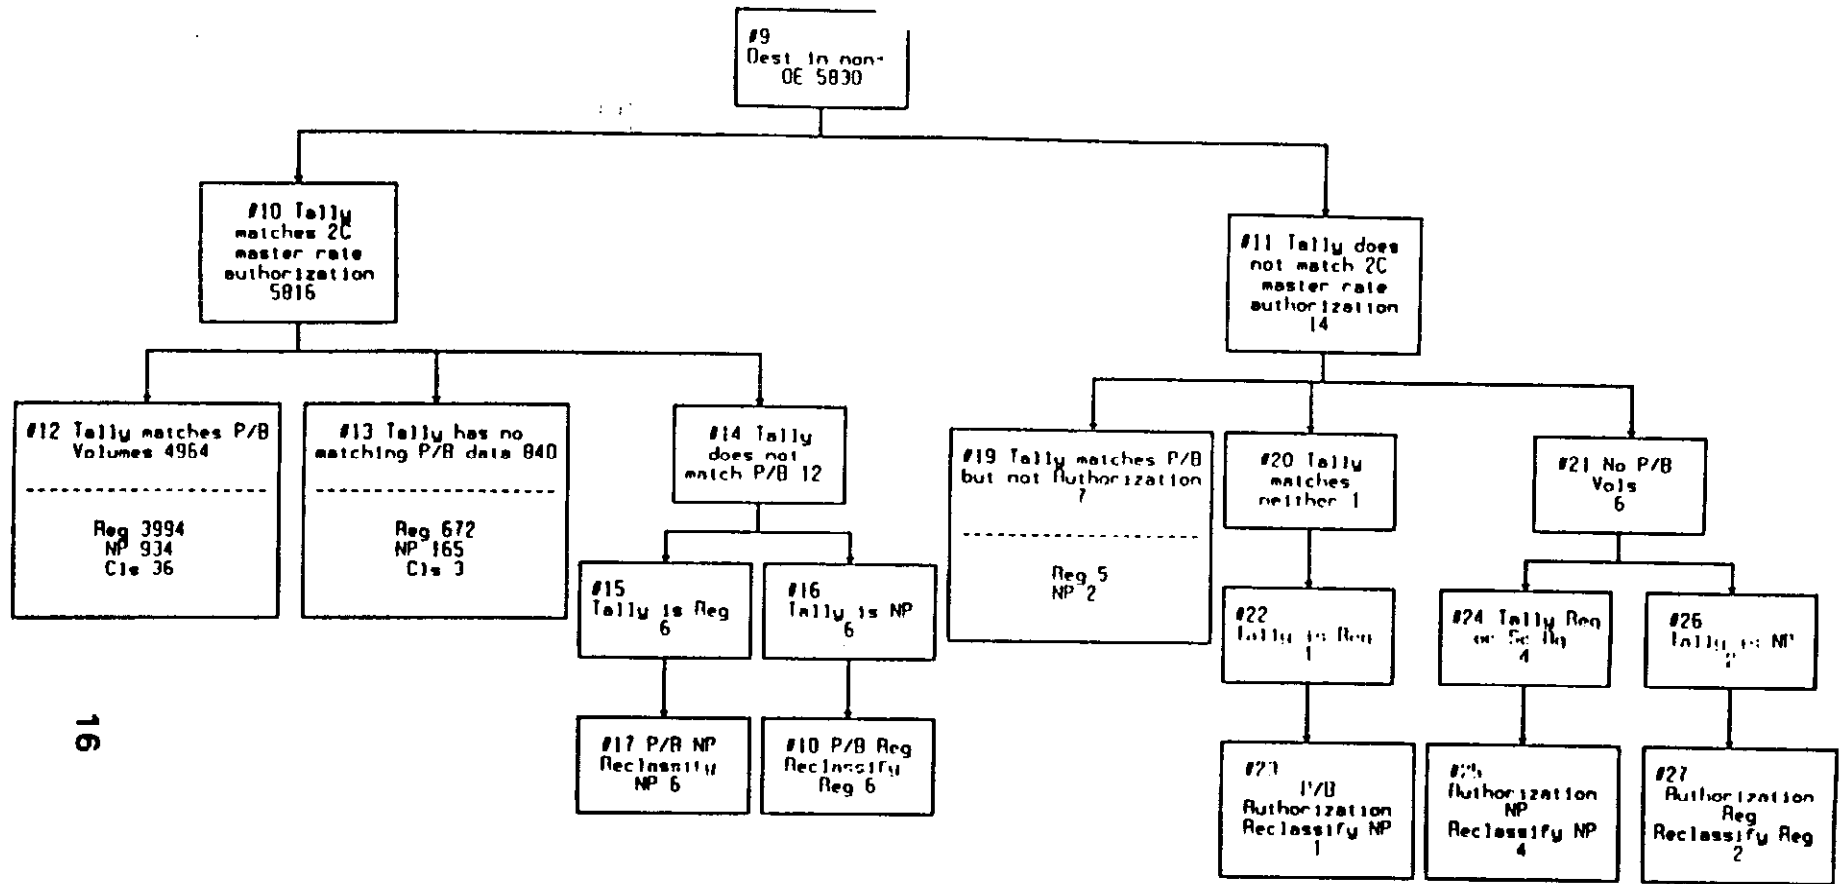 #9
Dest in non-
OE 5830
#10 Tally
matches 2C
master rate
authorization
5816
#11 Tally does
not match 2C
master rate
authorization
14
#12 Tally matches P/B
Volumes 4964
Reg 3994
NP 934
Cls 36
#13 Tally has no
matching P/B data 840
Reg 672
NP 165
Cls 3
#14 Tally
does not
match P/B 12
#19 Tally matches P/B
but not Authorization
7
Reg 5
NP 2
#20 Tally
matches
neither 1
#21 No P/B
Vols
6
#15
Tally is Reg
6
#16
Tally is NP
6
#22
Tally is Reg
1
#24 Tally Reg
4
#26
Tally is NP
#17 P/B NP
Reclassify
NP 6
#10 P/B Reg
Reclassify
Reg 6
#23
P/B
Authorization
Reclassify NP
1
#25
Authorization
NP
Reclassify NP
4
#27
Authorization
Reg
Reclassify Reg
2
16